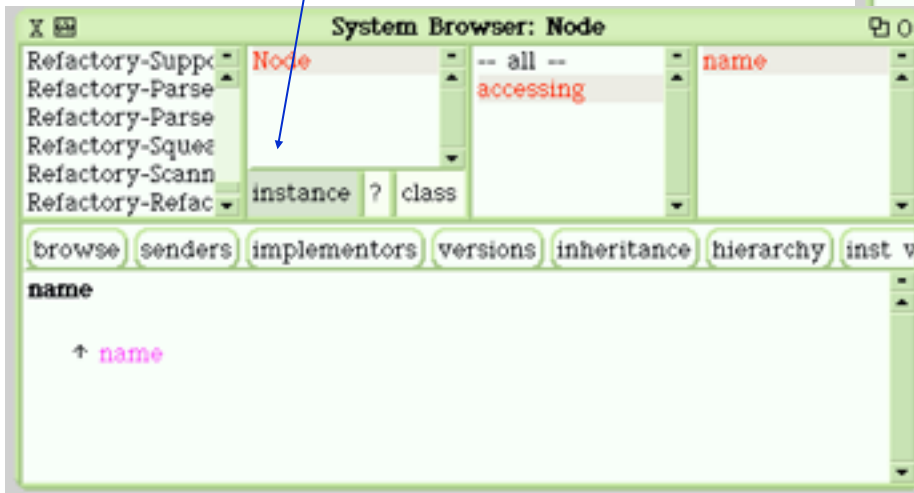 System Browser: Node
Refactory-Suppo
Refactory-Parse
Refactory-Parse
Refactory-Squea
Refactory-Scann
Refactory-Refac
Node
instance ? class
-- all --
accessing
name
browse senders implementors versions inheritance hierarchy inst v
name
↑ name